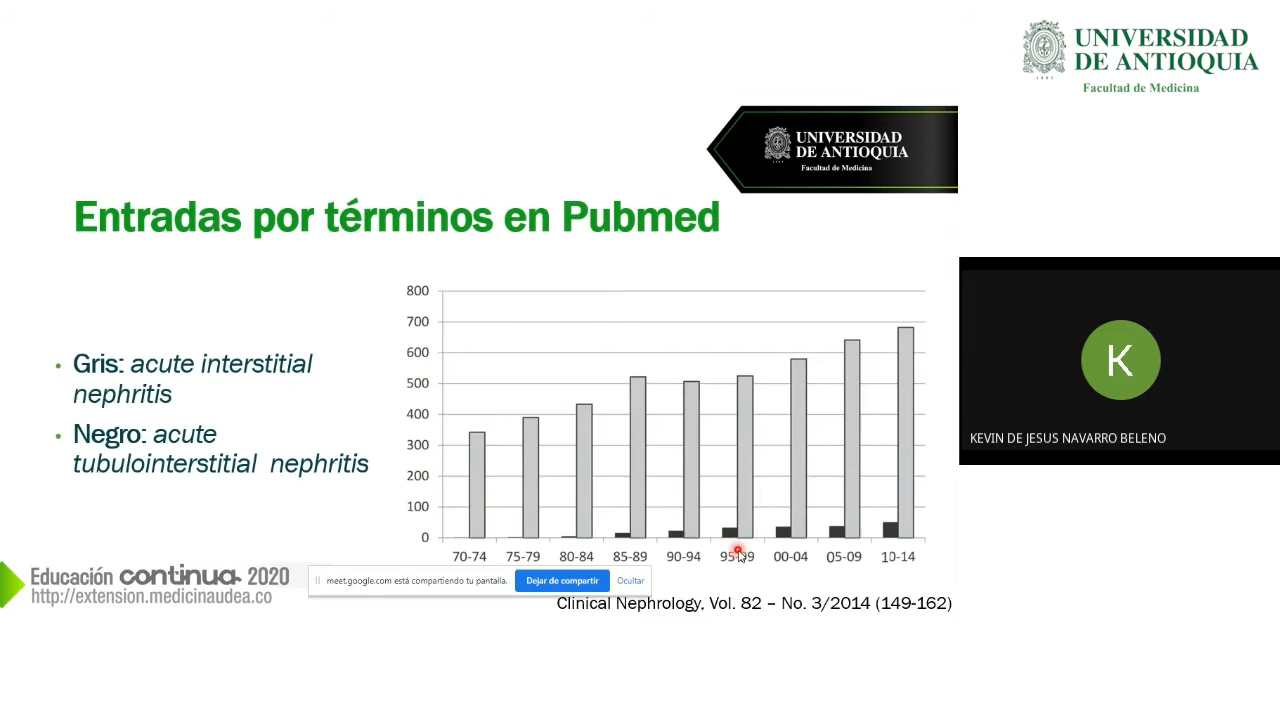 UNIVERSIDAD
DE ANTIOQUIA
1803
Facultad de Medicina
UNIVERSIDAD
DE ANTIOQUIA
Facultad de Medicina
Entradas por términos en Pubmed
• Gris: acute interstitial
nephritis
• Negro: acute
tubulointerstitial nephritis
800
700
600
500
400
300
200
100
0
70-74 75-79 80-84 85-89 90-94 95-99 00-04 05-09 10-14
K
KEVIN DE JESUS NAVARRO BELENO
Educación continua 2020
http://extension.medicinaudea.co
meet.google.com está compartiendo tu pantalla. Dejar de compartir Ocultar
Clinical Nephrology, Vol. 82 – No. 3/2014 (149-162)